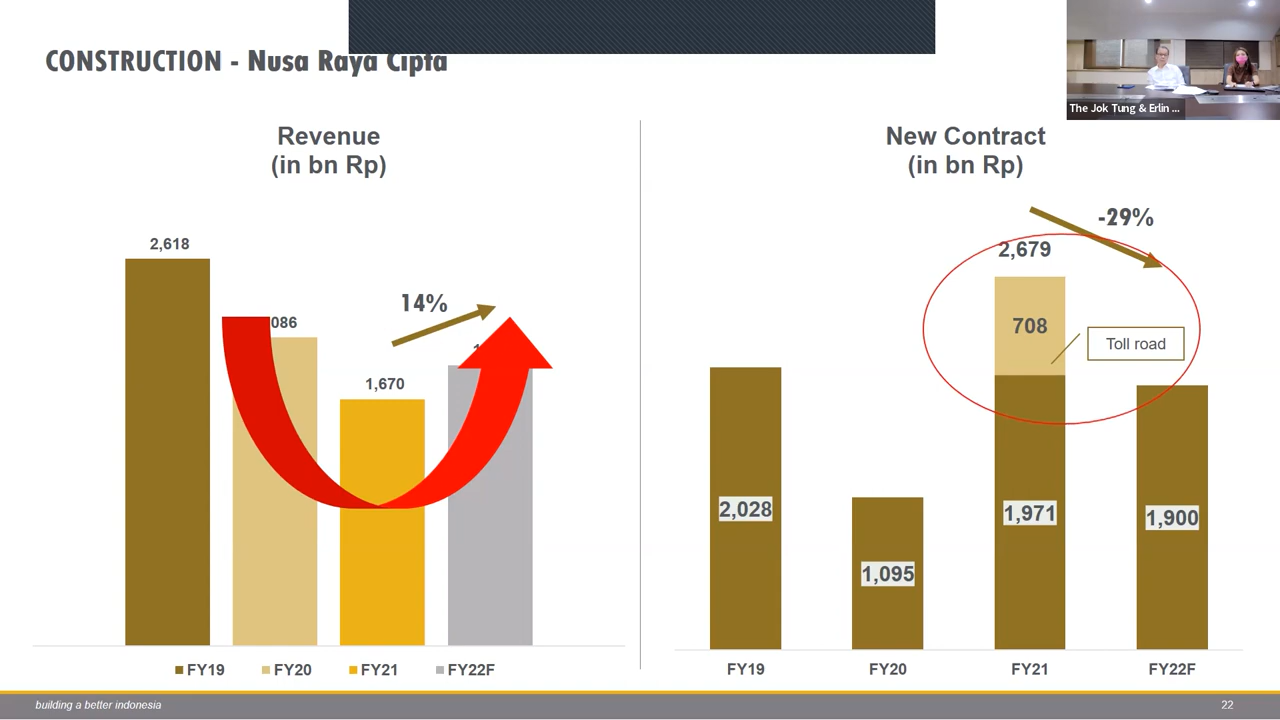 CONSTRUCTION - Nusa Raya Cipta
The Jok Tung & Erlin ...
Revenue
(in bn Rp)
2,618
086
14%
1,670
FY19
FY20
FY21
FY22F
New Contract
(in bn Rp)
-29%
2,679
708
Toll road
2,028
1,095
1,971
1,900
FY19
FY20
FY21
FY22F
building a better indonesia
22